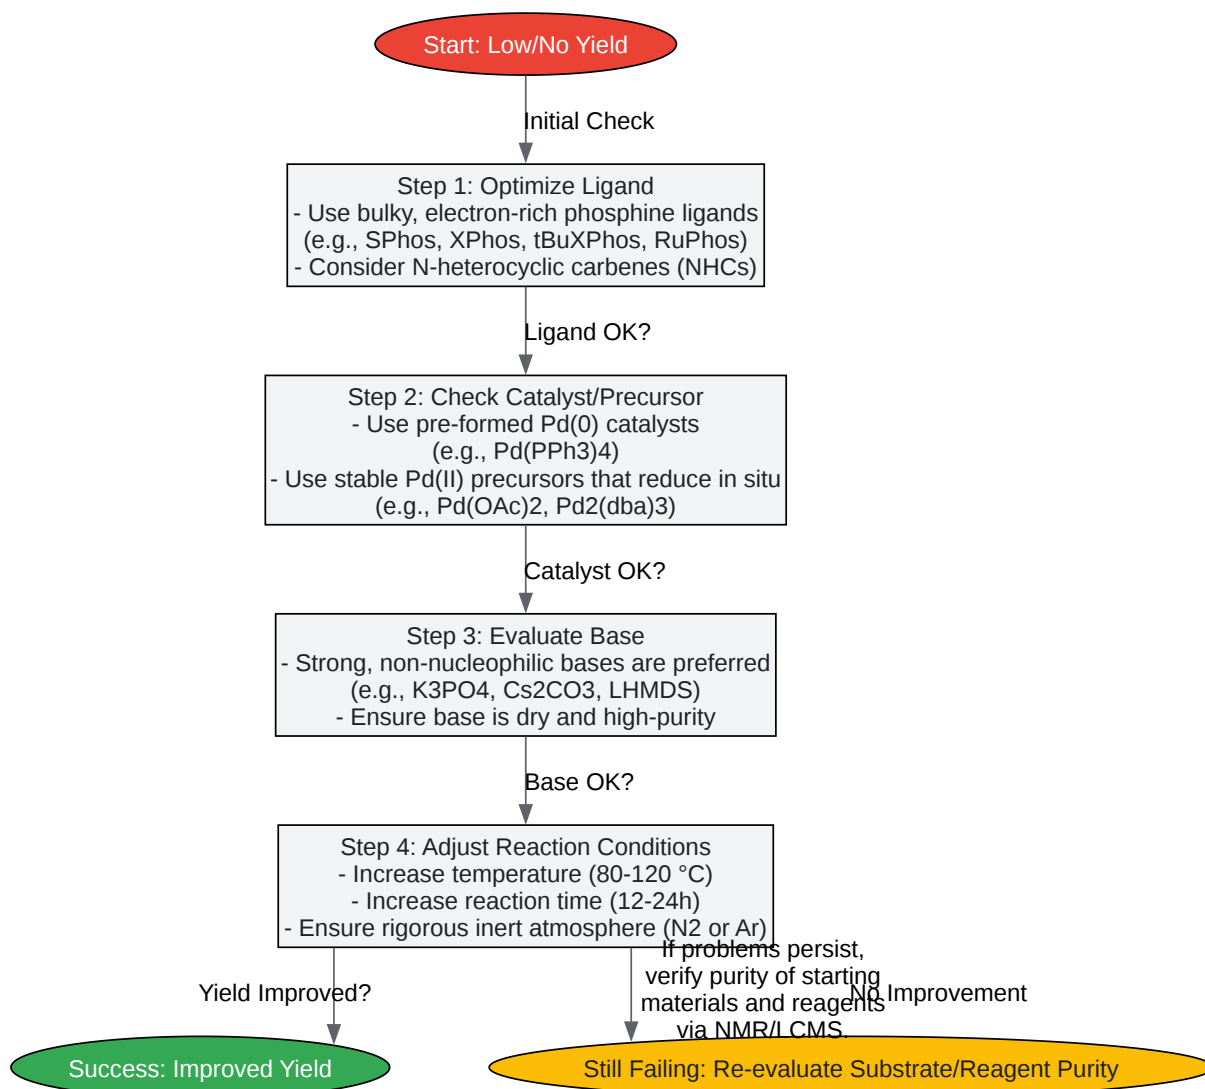 Start: Low/No Yield
Initial Check
Step 1: Optimize Ligand
- Use bulky, electron-rich phosphine ligands
(e.g., SPhos, XPhos, tBuXPhos, RuPhos)
- Consider N-heterocyclic carbenes (NHCs)
Ligand OK?
Step 2: Check Catalyst/Precursor
- Use pre-formed Pd(0) catalysts
(e.g., Pd(PPh3)4)
- Use stable Pd(II) precursors that reduce in situ
(e.g., Pd(OAc)2, Pd2(dba)3)
Catalyst OK?
Step 3: Evaluate Base
- Strong, non-nucleophilic bases are preferred
(e.g., K3PO4, Cs2CO3, LHMDS)
- Ensure base is dry and high-purity
Base OK?
Step 4: Adjust Reaction Conditions
- Increase temperature (80-120 °C)
- Increase reaction time (12-24h)
- Ensure rigorous inert atmosphere (N2 or Ar)
Yield Improved?
If problems persist,
verify purity of starting
materials and reagents
via NMR/LCMS.
No Improvement
Success: Improved Yield
Still Failing: Re-evaluate Substrate/Reagent Purity